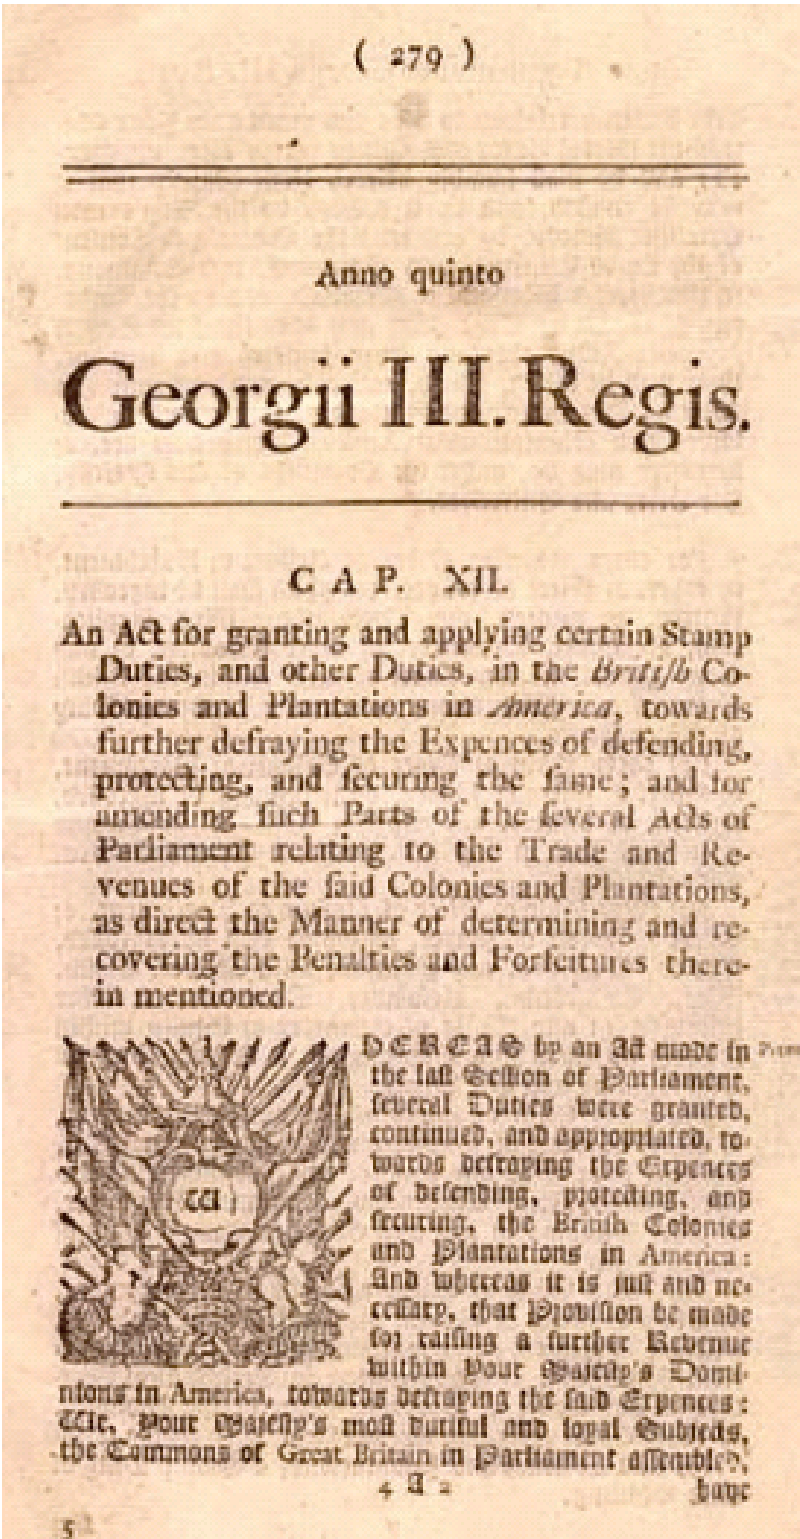 ( 279 )
Anno quinto
Georgii III. Regis.
CAP. XII.
An Act for granting and applying certain Stamp
Duties, and other Duties, in the Britiſh Co-
lonies and Plantations in America, towards
further defraying the Expences of defending,
protecting, and ſecuring the ſame; and for
amending ſuch Parts of the ſeveral Acts of
Parliament relating to the Trade and Re-
venues of the ſaid Colonies and Plantations,
as direct the Manner of determining and re-
covering the Penalties and Forfeitures there-
in mentioned.
WHEREAS by an Act made in
the laſt Seſſion of Parliament,
ſeveral Duties were granted,
continued, and appropriated, to-
wards defraying the Expences
of defending, protecting, and
ſecuring, the Britiſh Colonies
and Plantations in America:
And whereas it is juſt and ne-
ceſſary, that Proviſion be made
for raiſing a further Revenue
within Your Majeſty's Domi-
nions in America, towards defraying the ſaid Expences:
We, Your Majeſty's moſt dutiful and loyal Subjects,
the Commons of Great Britain in Parliament aſſembled,
4 A 2 have
5